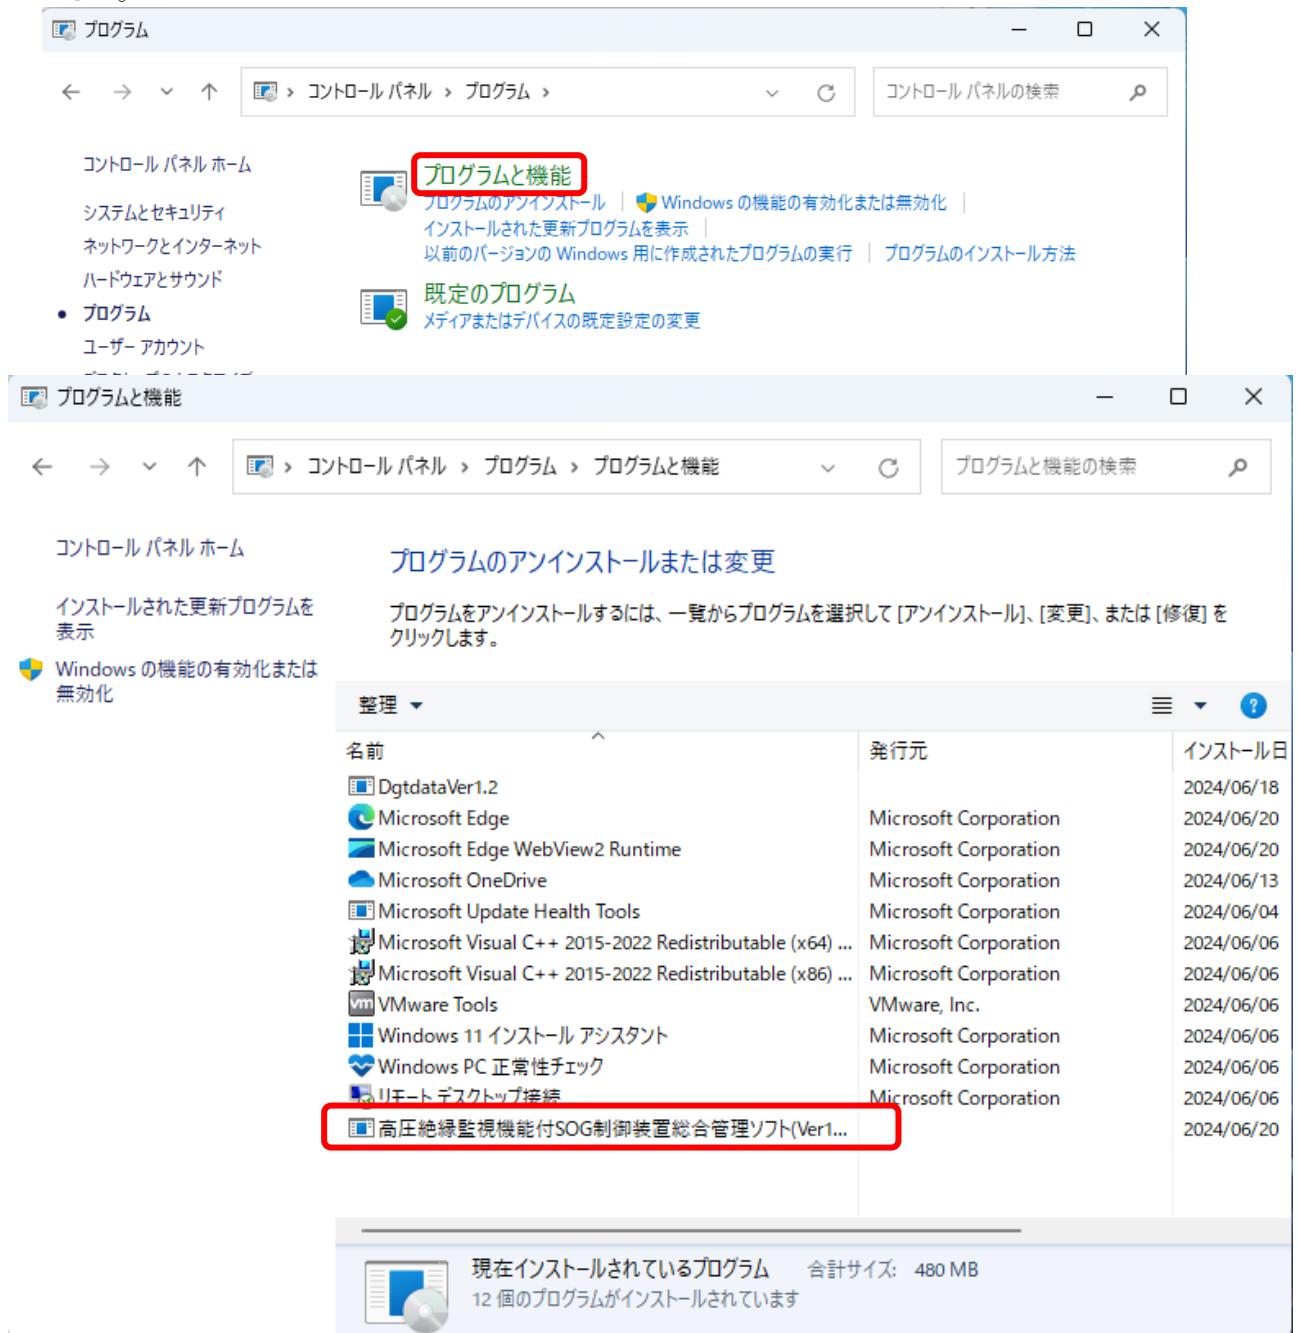 プログラム
コントロール パネル › プログラム ›
コントロール パネルの検索
コントロール パネル ホーム
システムとセキュリティ
ネットワークとインターネット
ハードウェアとサウンド
プログラム
ユーザー アカウント
プログラムと機能
プログラムのアンインストール
Windows の機能の有効化または無効化
インストールされた更新プログラムを表示
以前のバージョンの Windows 用に作成されたプログラムの実行
プログラムのインストール方法
既定のプログラム
メディアまたはデバイスの既定設定の変更
プログラムと機能
コントロール パネル › プログラム › プログラムと機能
プログラムと機能の検索
コントロール パネル ホーム
インストールされた更新プログラムを
表示
Windows の機能の有効化または
無効化
プログラムのアンインストールまたは変更
プログラムをアンインストールするには、一覧からプログラムを選択して [アンインストール]、[変更]、または [修復] を
クリックします。
整理
名前 発行元 インストール日
DgtdataVer1.2 2024/06/18
Microsoft Edge Microsoft Corporation 2024/06/20
Microsoft Edge WebView2 Runtime Microsoft Corporation 2024/06/20
Microsoft OneDrive Microsoft Corporation 2024/06/13
Microsoft Update Health Tools Microsoft Corporation 2024/06/04
Microsoft Visual C++ 2015-2022 Redistributable (x64) ... Microsoft Corporation 2024/06/06
Microsoft Visual C++ 2015-2022 Redistributable (x86) ... Microsoft Corporation 2024/06/06
VMware Tools VMware, Inc. 2024/06/06
Windows 11 インストール アシスタント Microsoft Corporation 2024/06/06
Windows PC 正常性チェック Microsoft Corporation 2024/06/06
リモート デスクトップ接続 Microsoft Corporation 2024/06/06
高圧絶縁監視機能付SOG制御装置総合管理ソフト(Ver1... 2024/06/20
現在インストールされているプログラム 合計サイズ: 480 MB
12 個のプログラムがインストールされています